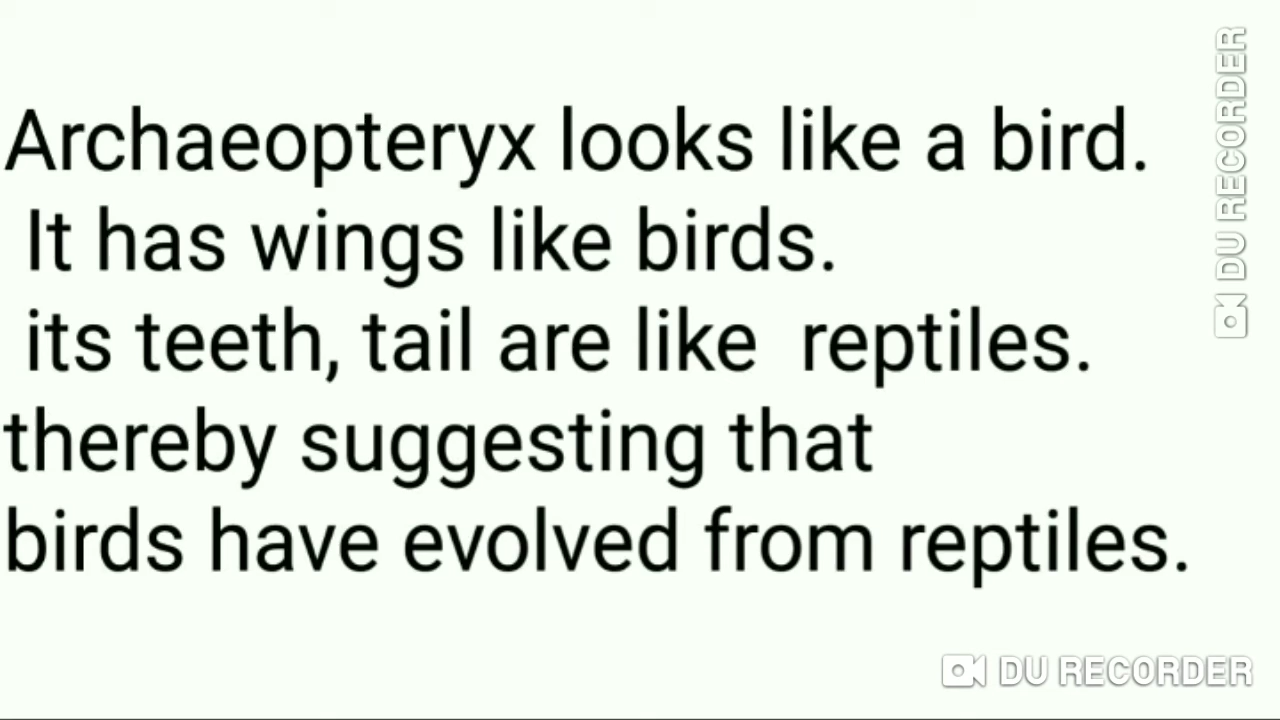 Archaeopteryx looks like a bird.
It has wings like birds.
its teeth, tail are like  reptiles.
thereby suggesting that
birds have evolved from reptiles.
DU RECORDER
DU RECORDER